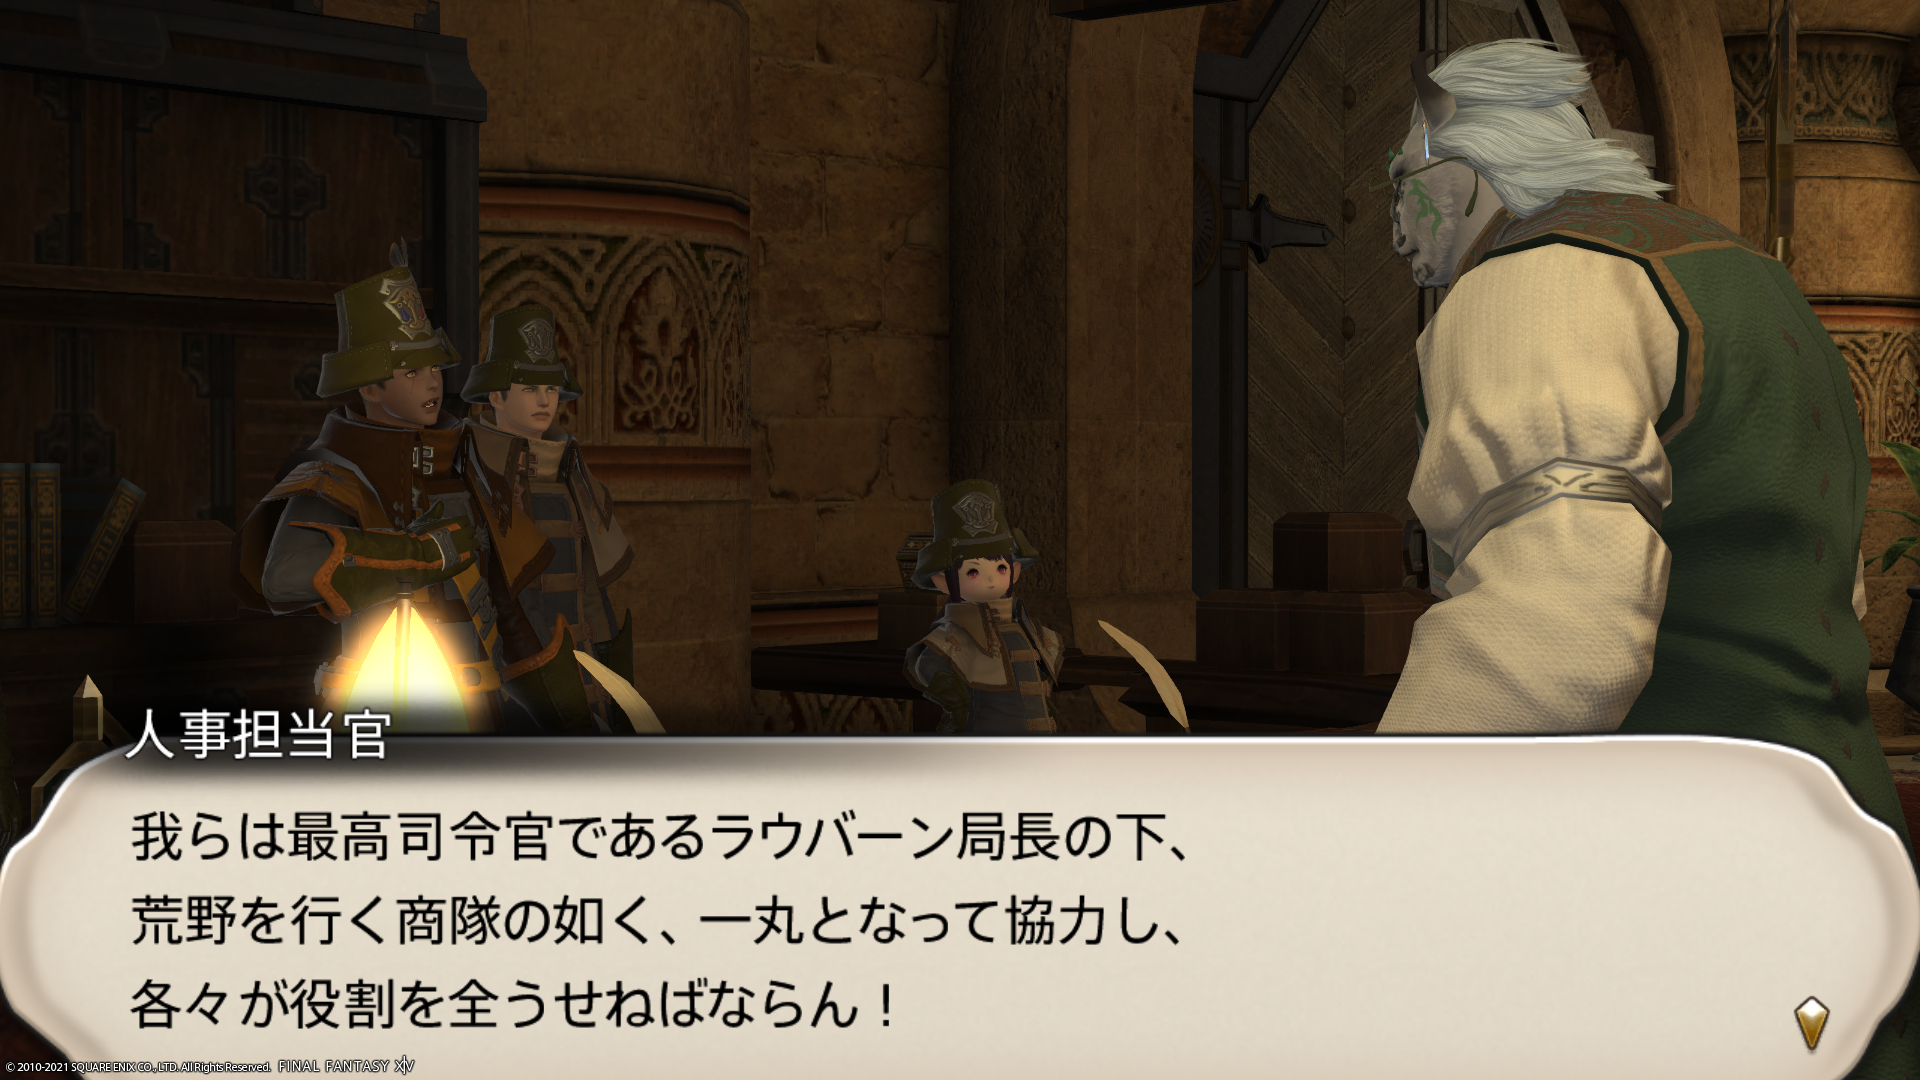 人事担当官
我らは最高司令官であるラウバーン局長の下、
荒野を行く商隊の如く、一丸となって協力し、
各々が役割を全うせねばならん！
© 2010-2021 SQUARE ENIX CO., LTD. All Rights Reserved. FINAL FANTASY XIV